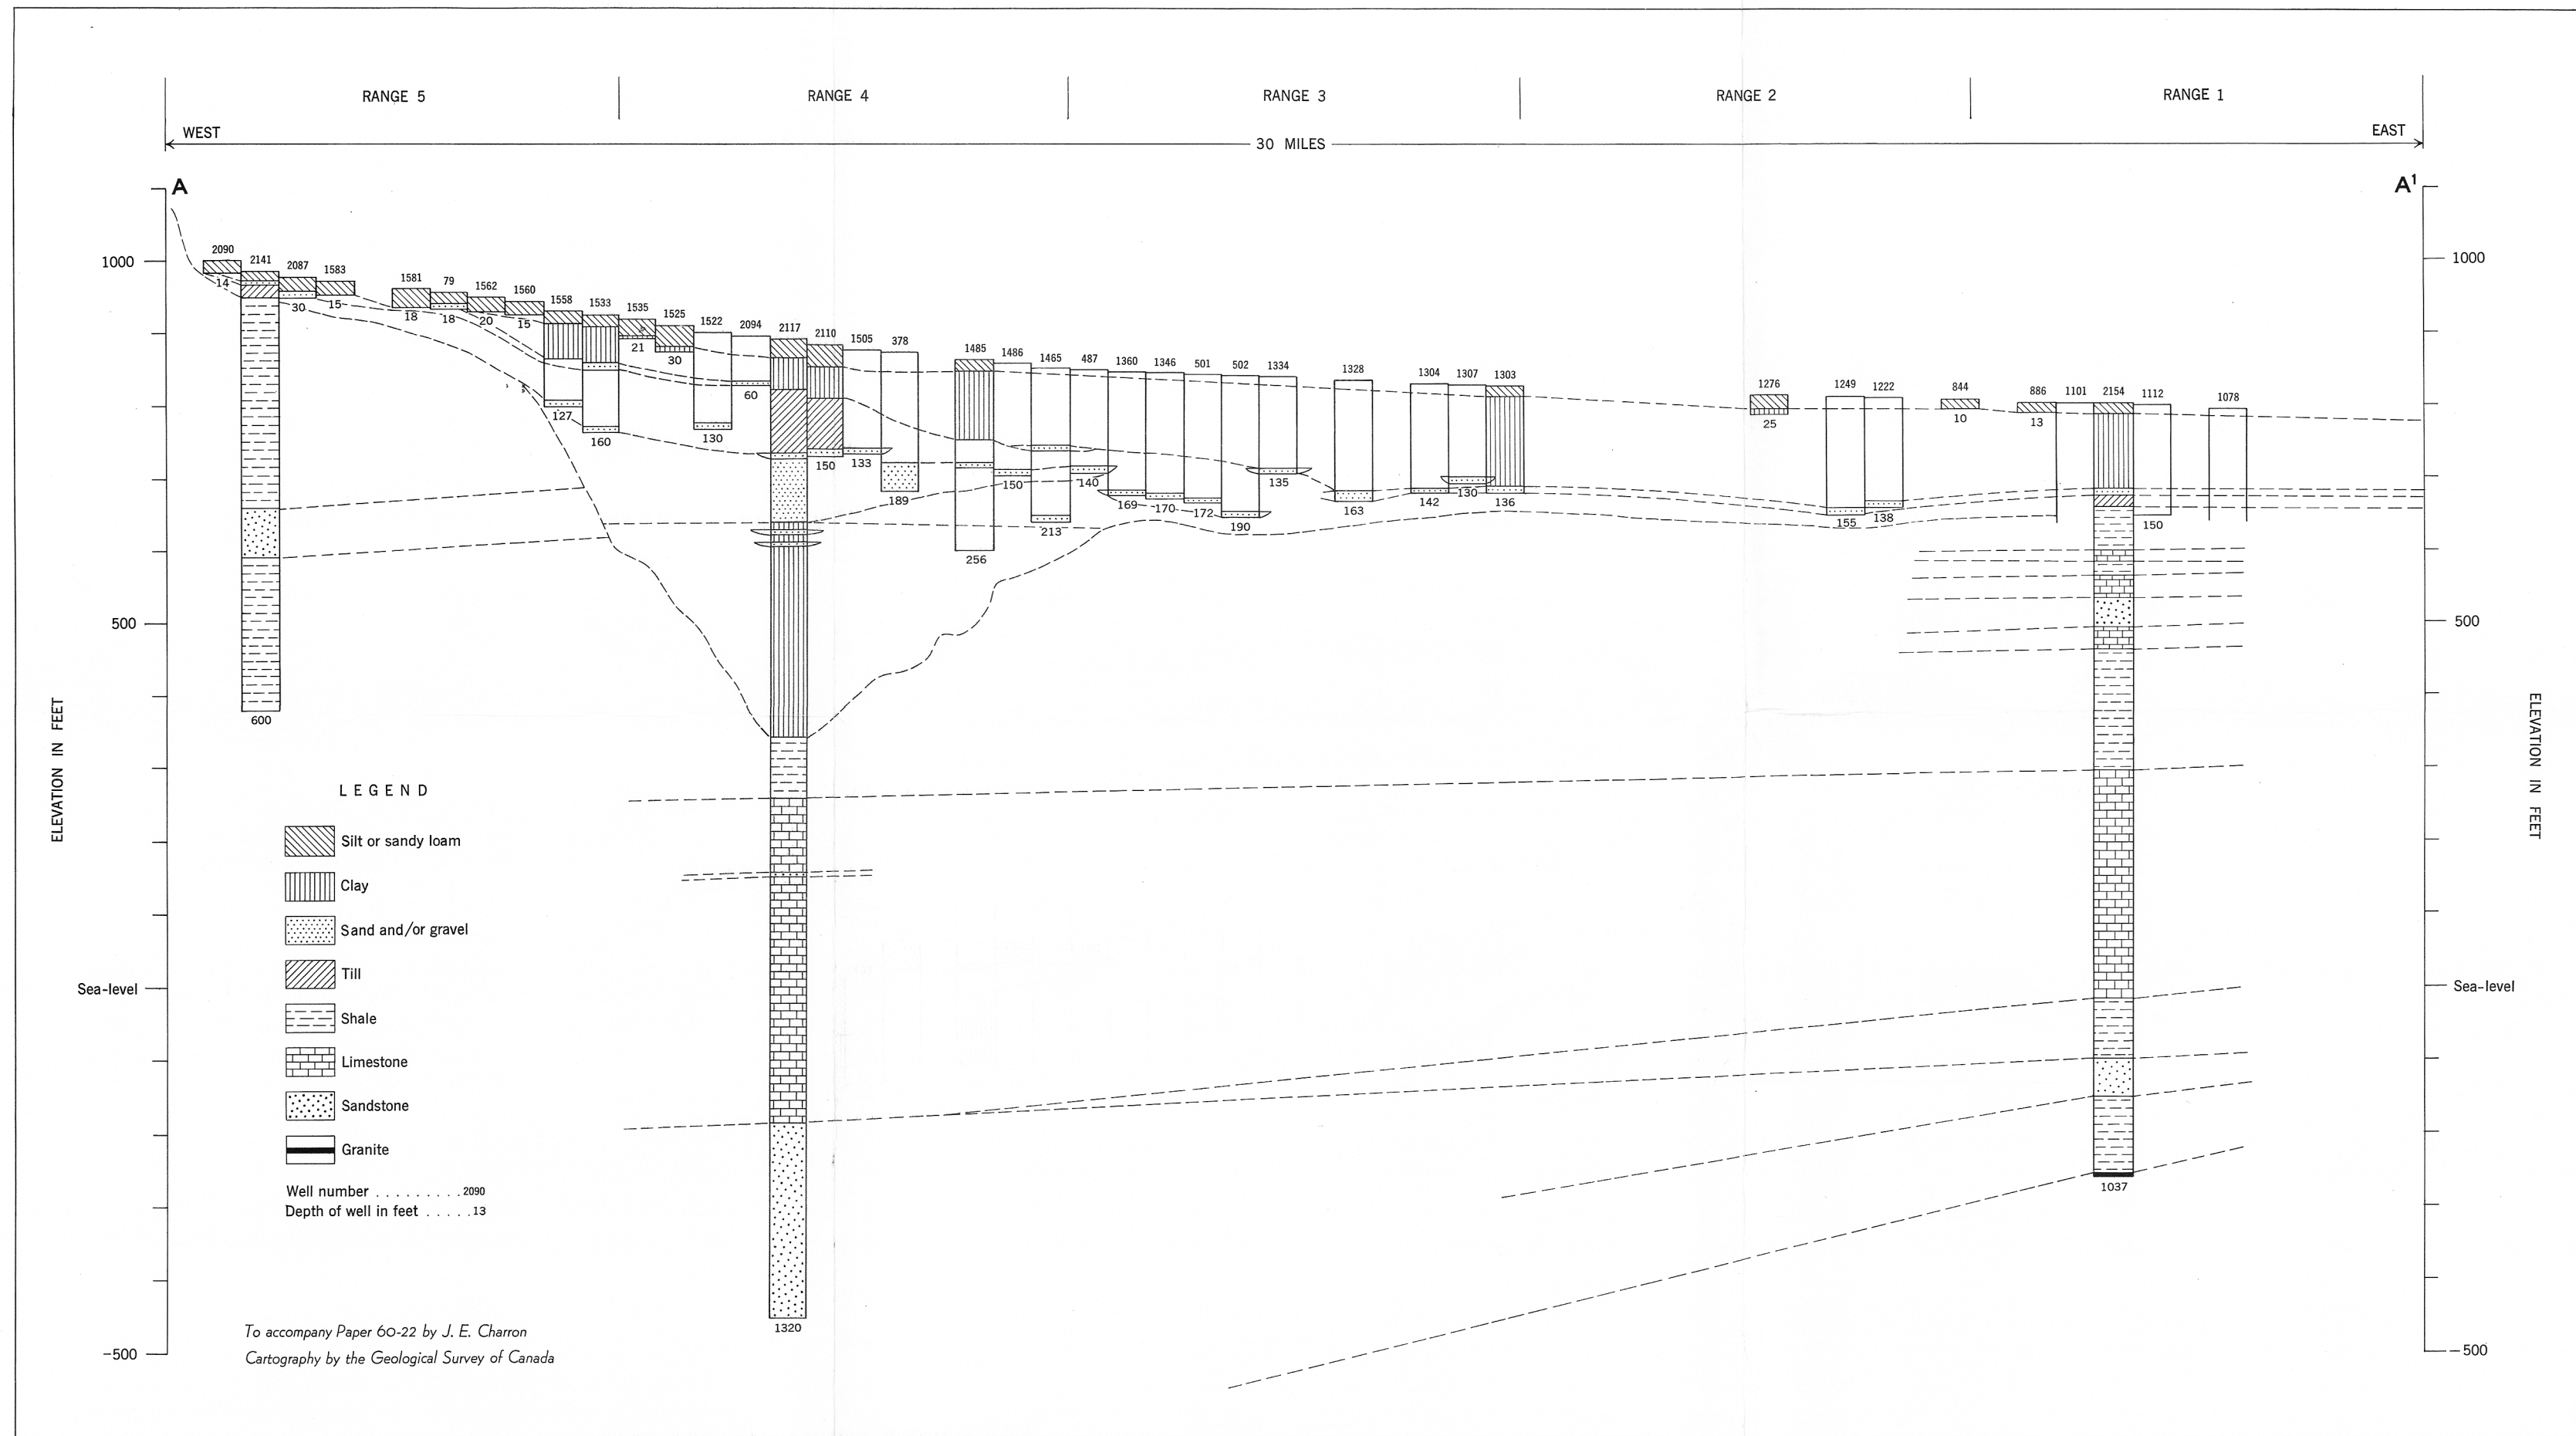 RANGE 5 RANGE 4 RANGE 3 RANGE 2 RANGE 1
WEST EAST
30 MILES
A A¹
1000 1000
2090 2141 2087 1583 1581 79 1562 1560 1558 1533 1535 1525 1522 2094 2117 2110 1505 378 1485 1486 1465 487 1360 1346 501 502 1334 1328 1304 1307 1303 1276 1249 1222 844 886 1101 2154 1112 1078
14 30 15 18 18 20 15 127 160 21 30 130 60 150 133 189 256 150 213 140 169 170 172 190 135 163 142 130 136 25 155 138 10 13 150
500 500
600
ELEVATION IN FEET
ELEVATION IN FEET
LEGEND
Silt or sandy loam
Clay
Sand and/or gravel
Till
Shale
Limestone
Sandstone
Granite
Well number . . . . . . . . . 2090
Depth of well in feet . . . . . 13
Sea-level Sea-level
1037
1320
-500 -500
To accompany Paper 60-22 by J. E. Charron
Cartography by the Geological Survey of Canada